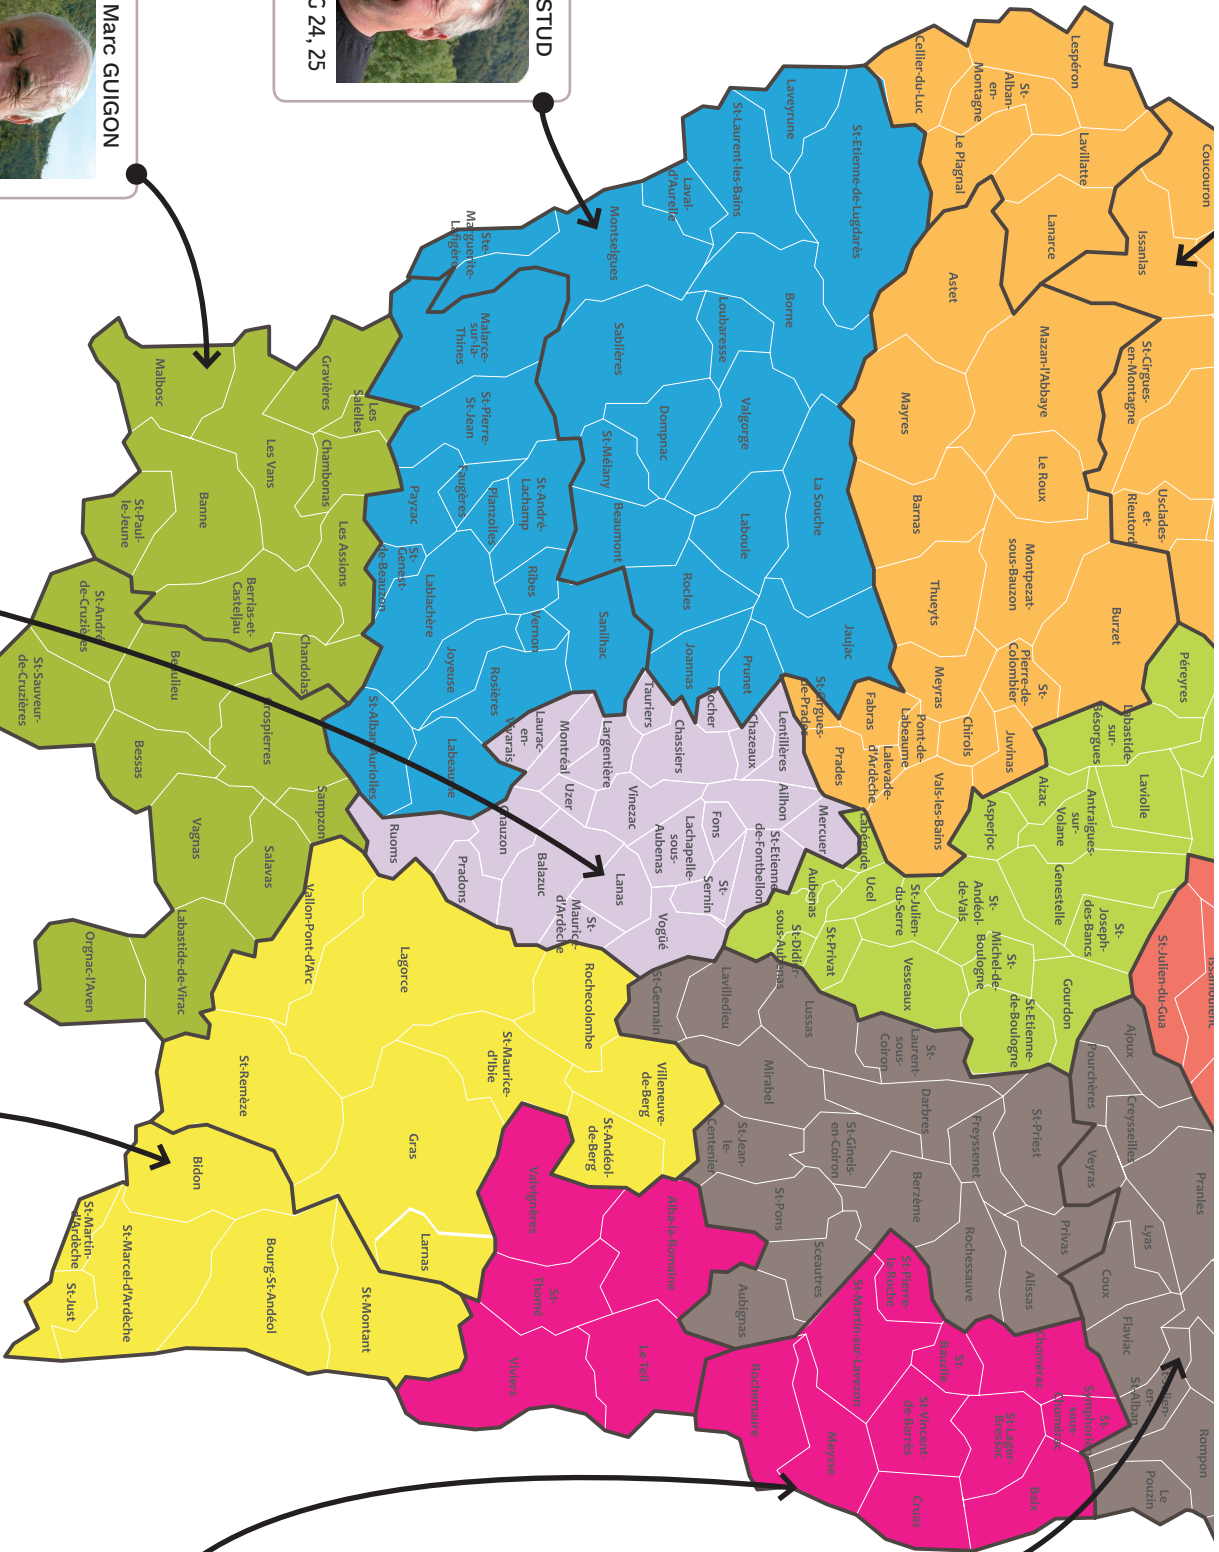 Marc GUIGON
STUD
24, 25
Lespéron
Cellier-du-Luc
St-
Alban-
en-
Montagne
Le Plagnal
Lavillatte
Lanarce
Coucouron
Issanlas
St-Cirgues-
en-Montagne
Usclades-
et-
Rieutord
Astet
Mazan-l'Abbaye
Mayres
Le Roux
Barnas
Montpezat-
sous-Bauzon
Thueyts
Burzet
Meyras
St-
Pierre-de-
Colombier
Chirols
Juvinas
Pont-de-
Labeaume
Fabras
Lalevade-
d'Ardèche
Prades
Vals-les-Bains
St-Cirgues-
de-Prades
Laveyrune
St-Etienne-de-Lugdarès
St-Laurent-les-Bains
Laval-
d'Aurelle
Montselgues
Borne
Loubaresse
Sablières
Dompnac
Valgorge
La Souche
St-Mélany
Beaumont
Laboule
Rocles
Jaujac
Joannas
Prunet
Sanilhac
Ste-
Marguerite-
Lafigère
Malarce-
sur-la-
Thines
St-Pierre-
St-Jean
St-André-
Lachamp
Planzolles
Faugères
Payzac
St-
Genest-
de-Beauzon
Ribes
Vernon
Lablachère
Joyeuse
Rosières
St-Alban-Auriolles
Labeaume
Malbosc
Gravières
Les
Salelles
Les Vans
Chambonas
Banne
St-Paul-
le-Jeune
Les Assions
Berrias-et-
Casteljau
Chandolas
St-André-
de-Cruzières
St-Sauveur-
de-Cruzières
Beaulieu
Grospierres
Bessas
Vagnas
Sampzon
Salavas
Labastide-de-Virac
Orgnac-l'Aven
Tauriers
Rocher
Chassiers
Chazeaux
Lentillères
Largentière
Montréal
Laurac-
en-
Vivarais
Uzer
Vinezac
Ailhon
Mercuer
Fons
Lachapelle-
sous-
Aubenas
St-Etienne-
de-Fontbellon
St-
Sernin
Chauzon
Balazuc
Lanas
Vogüé
St-
Maurice-
d'Ardèche
Pradons
Ruoms
Péreyres
Labastide-
sur-
Bésorgues
Laviolle
Aizac
Antraigues-
sur-
Volane
Asperjoc
Genestelle
St-
Joseph-
des-Bancs
St-
Andéol-
de-Vals
Labégude
Ucel
St-Julien-
du-Serre
Aubenas
St-Privat
St-Didier-
sous-Aubenas
Vesseaux
St-
Michel-de-
Boulogne
St-Etienne-
de-Boulogne
Gourdon
St-Julien-du-Gua
Issamoulenc
St-Germain
Lavilledieu
Lussas
St-
Laurent-
sous-
Coiron
Mirabel
Darbres
St-Jean-
le-
Centenier
St-Gineis-
en-Coiron
Freyssenet
Berzème
St-Pons
Sceautres
Aubignas
Rochessauve
St-Priest
Privas
Alissas
Ajoux
Pourchères
Creysseilles
Veyras
Pranles
Lyas
Coux
Flaviac
St-Julien-
en-
St-Alban
Rompon
Le
Pouzin
Vallon-Pont-d'Arc
Lagorce
Rochecolombe
St-Maurice-
d'Ibie
Villeneuve-
de-Berg
St-Andéol-
de-Berg
St-Remèze
Gras
Larnas
Bidon
St-Martin-
d'Ardèche
St-Marcel-d'Ardèche
St-Just
Bourg-St-Andéol
St-Montant
Valvignères
Alba-la-Romaine
St-
Thomé
Viviers
Le Teil
Rochemaure
St-Pierre-
la-Roche
St-Martin-sur-Lavezon
St-
Bauzile
Chomérac
St-
Symphorien-
sous-
Chomérac
St-Vincent-
de-Barrès
St-Lager-
Bressac
Meysse
Cruas
Baix